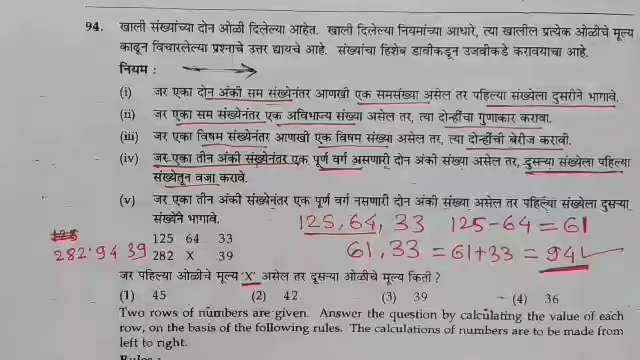 94. खाली संख्यांच्या दोन ओळी दिलेल्या आहेत. खाली दिलेल्या नियमांच्या आधारे, त्या खालील प्रत्येक ओळीचे मूल्य
काढून विचारलेल्या प्रश्नाचे उत्तर द्यायचे आहे. संख्यांचा हिशेब डावीकडून उजवीकडे करावयाचा आहे.
नियम :
(i) जर एका दोन अंकी सम संख्येनंतर आणखी एक समसंख्या असेल तर पहिल्या संख्येला दुसरीने भागावे.
(ii) जर एका सम संख्येनंतर एक अविभाज्य संख्या असेल तर, त्या दोन्हींचा गुणाकार करावा.
(iii) जर एका विषम संख्येनंतर आणखी एक विषम संख्या असेल तर, त्या दोन्हींची बेरीज करावी.
(iv) जर एका तीन अंकी संख्येनंतर एक पूर्ण वर्ग असणारी दोन अंकी संख्या असेल तर, दुसऱ्या संख्येला पहिल्या
संख्येतून वजा करावे.
(v) जर एका तीन अंकी संख्येनंतर एक पूर्ण वर्ग नसणारी दोन अंकी संख्या असेल तर पहिल्या संख्येला दुसऱ्या
संख्येने भागावे.
125, 64, 33 125-64=61
125 64 33
61,33 = 61+33 = 94
282 X 39
282 94 39
जर पहिल्या ओळीचे मूल्य 'X' असेल तर दुसऱ्या ओळीचे मूल्य किती ?
(1) 45 (2) 42 (3) 39 (4) 36
Two rows of numbers are given. Answer the question by calculating the value of each
row, on the basis of the following rules. The calculations of numbers are to be made from
left to right.